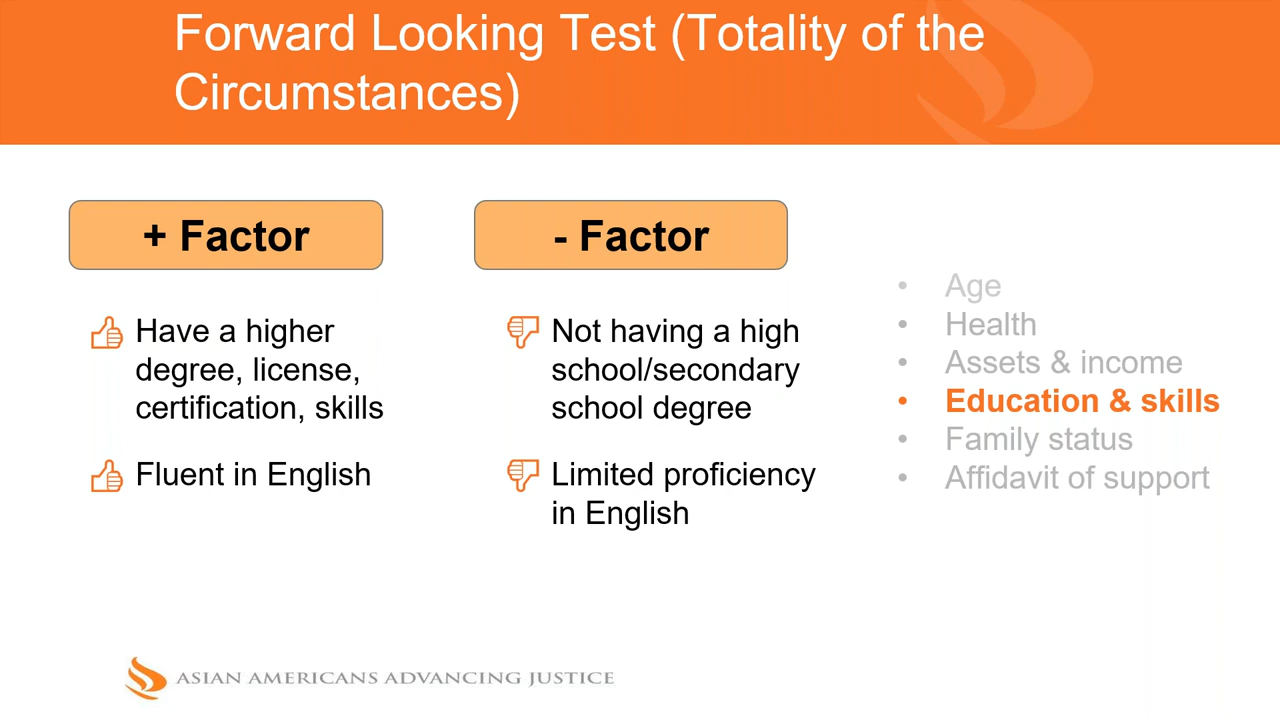 Forward Looking Test (Totality of the
Circumstances)
+ Factor
Have a higher
degree, license,
certification, skills
Fluent in English
- Factor
Not having a high
school/secondary
school degree
Limited proficiency
in English
• Age
• Health
• Assets & income
• Education & skills
• Family status
• Affidavit of support
ASIAN AMERICANS ADVANCING JUSTICE